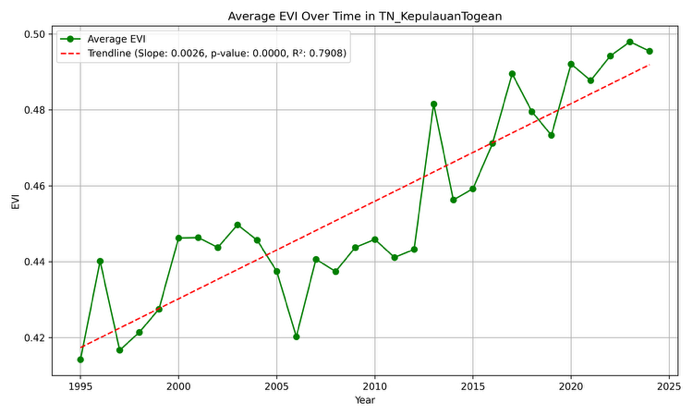 Average EVI Over Time in TN_KepulauanTogean
Average EVI
Trendline (Slope: 0.0026, p-value: 0.0000, R²: 0.7908)
0.50
0.48
0.46
0.44
0.42
EVI
1995 2000 2005 2010 2015 2020 2025
Year